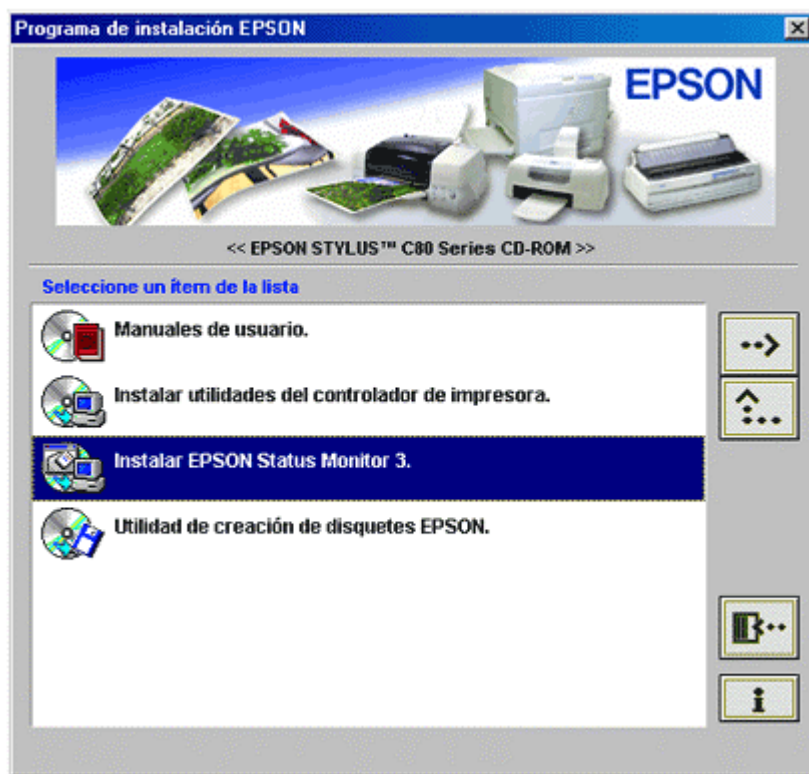 Programa de instalación EPSON
EPSON
<< EPSON STYLUS™ C80 Series CD-ROM >>
Seleccione un ítem de la lista
Manuales de usuario.
Instalar utilidades del controlador de impresora.
Instalar EPSON Status Monitor 3.
Utilidad de creación de disquetes EPSON.